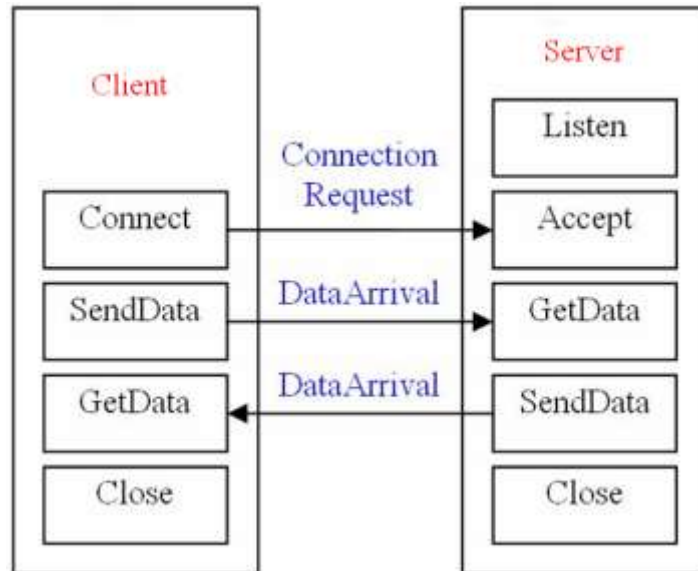 Client
Server
Listen
Connection
Request
Connect
Accept
SendData
DataArrival
GetData
GetData
DataArrival
SendData
Close
Close